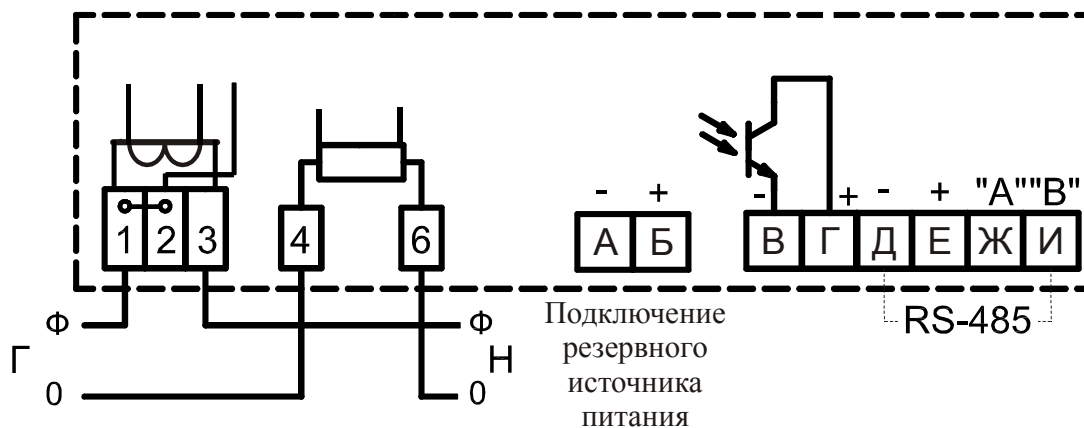 - + - + - + "А""В"
1 2 3 4 6 А Б В Г Д Е Ж И
Ф Ф
Г Н
0 0
Подключение
резервного
источника
питания
RS-485